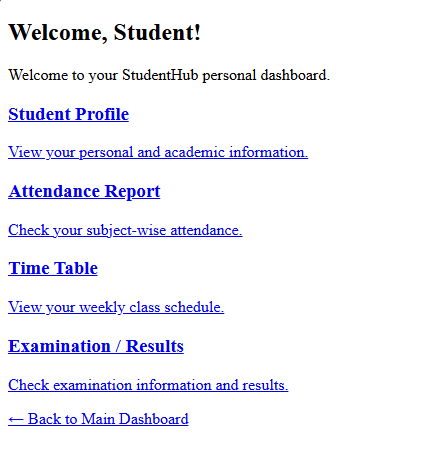 Welcome, Student!
Welcome to your StudentHub personal dashboard.
Student Profile
View your personal and academic information.
Attendance Report
Check your subject-wise attendance.
Time Table
View your weekly class schedule.
Examination / Results
Check examination information and results.
← Back to Main Dashboard